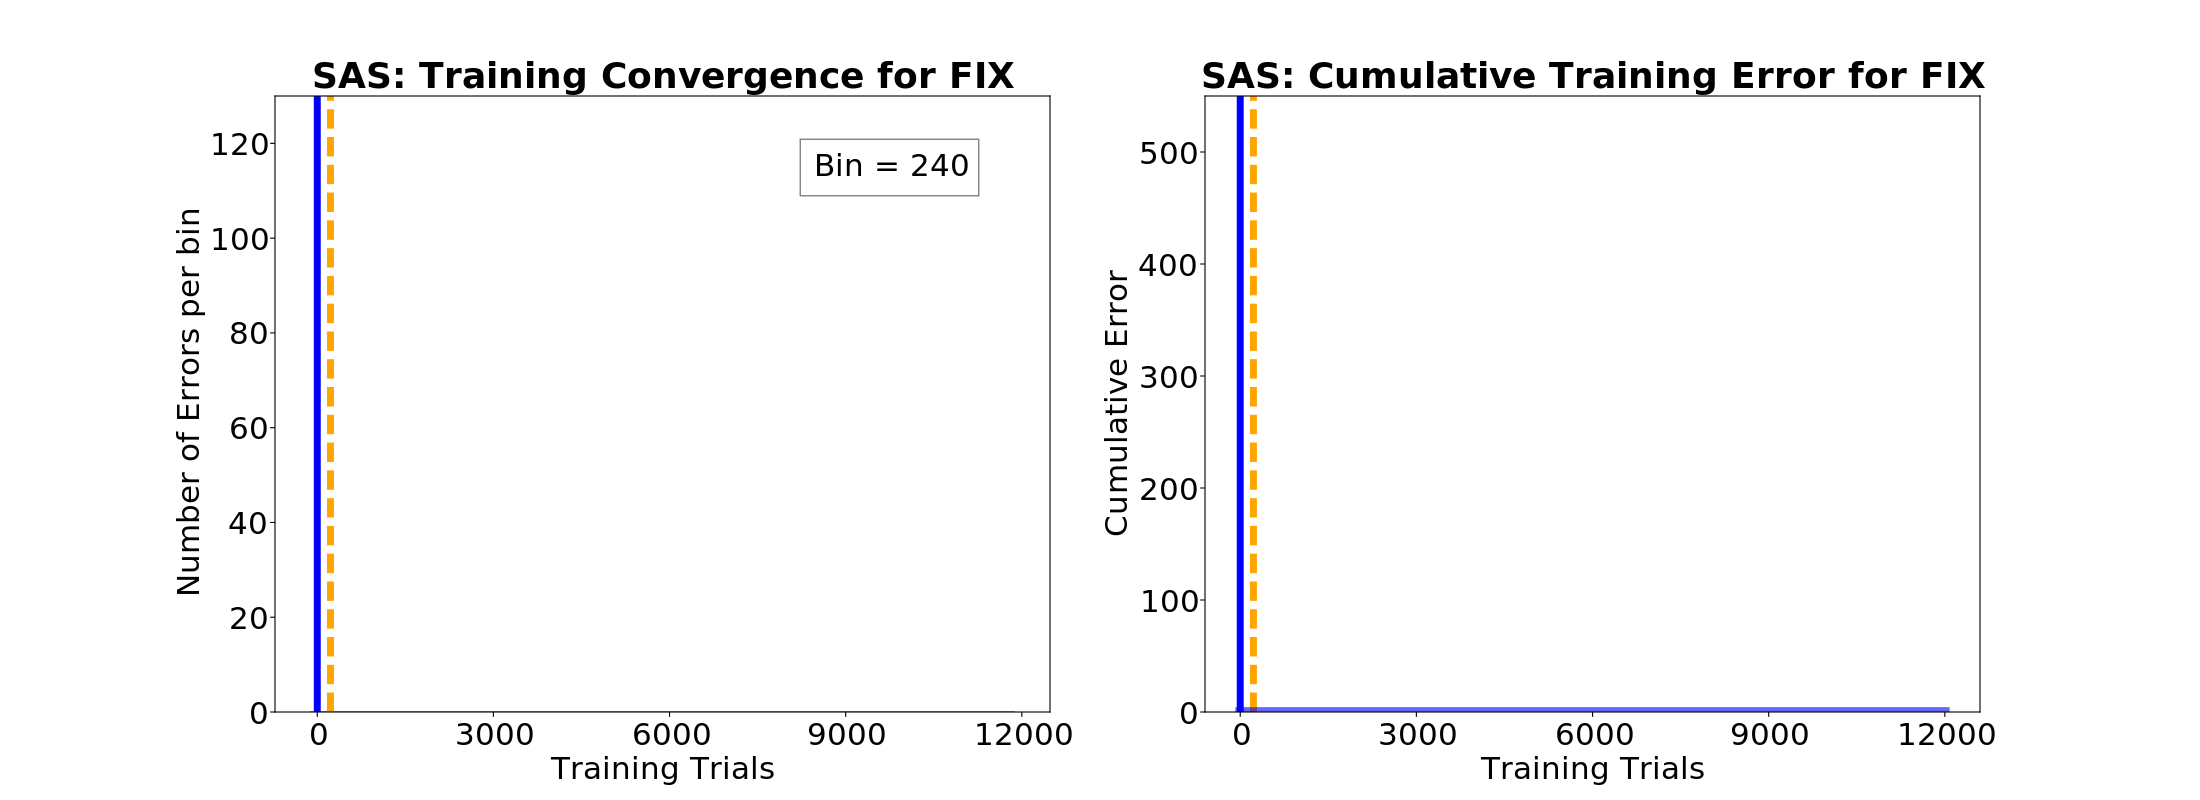 SAS: Training Convergence for FIX
Number of Errors per bin
120
100
80
60
40
20
0
Bin = 240
0 3000 6000 9000 12000
Training Trials
SAS: Cumulative Training Error for FIX
Cumulative Error
500
400
300
200
100
0
0 3000 6000 9000 12000
Training Trials